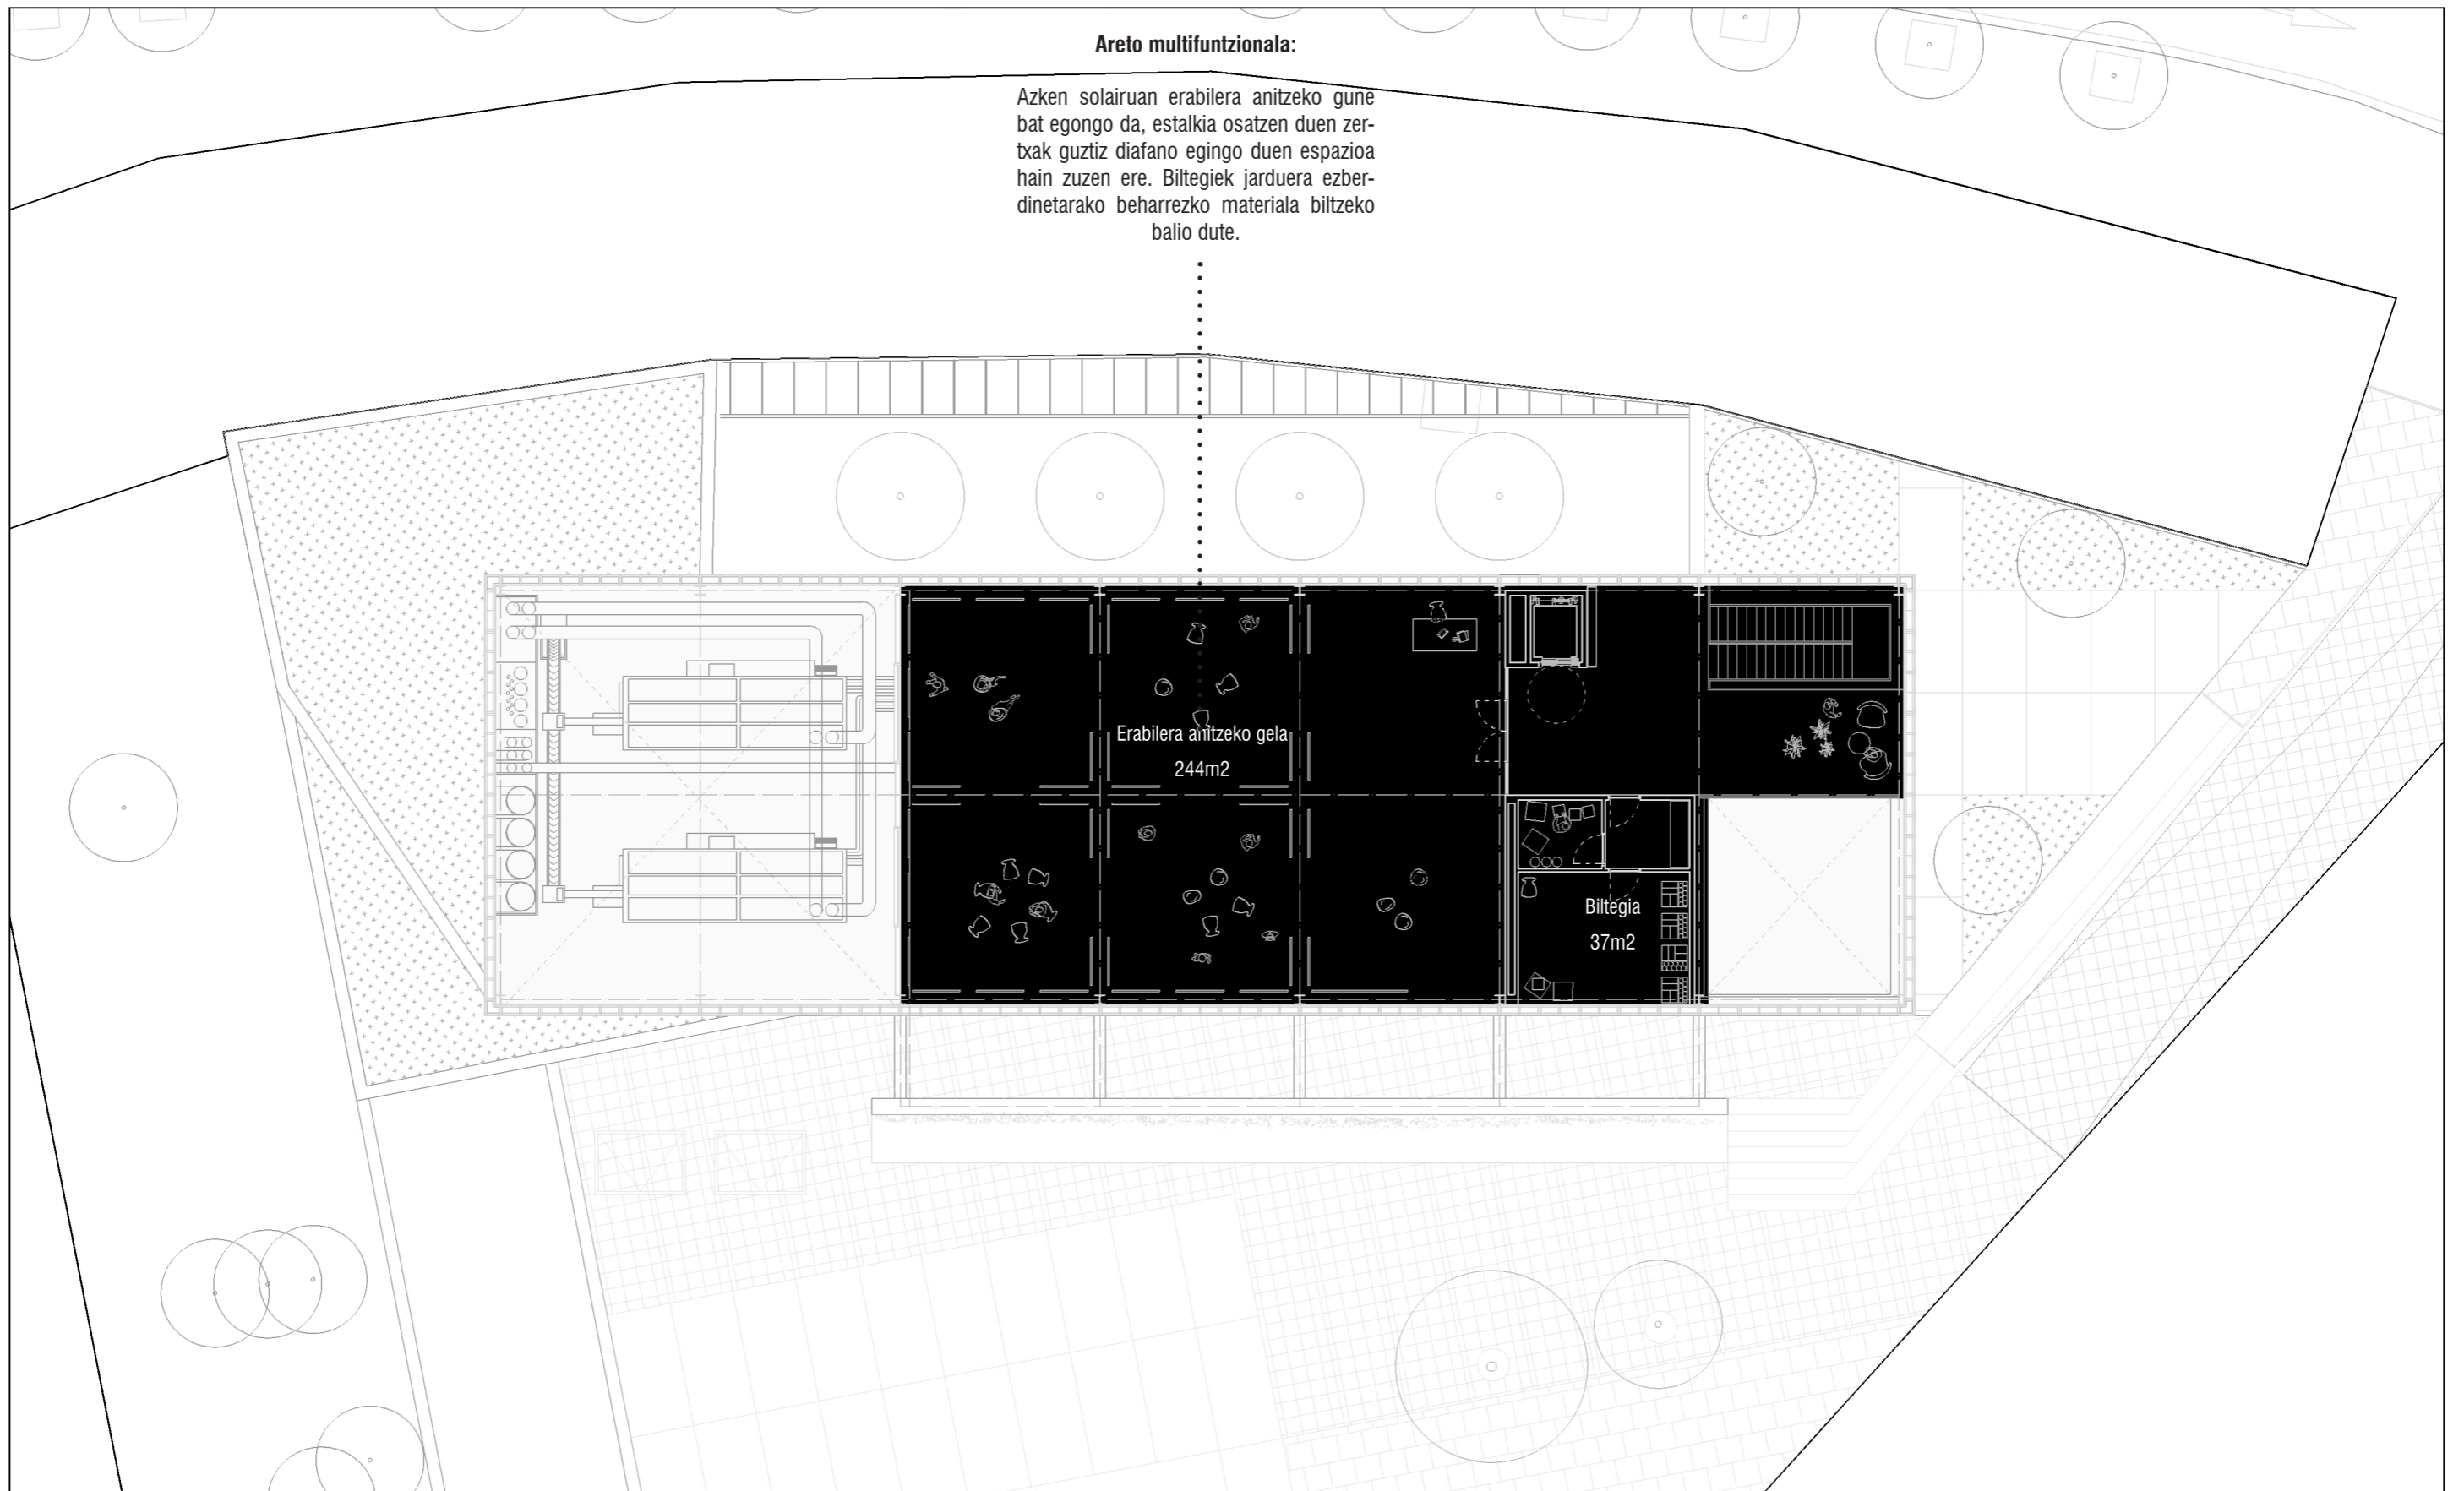 Areto multifuntzionala:
Azken solairuan erabilera anitzeko gune
bat egongo da, estalkia osatzen duen zer-
txak guztiz diafano egingo duen espazioa
hain zuzen ere. Biltegiek jarduera ezber-
dinetarako beharrezko materiala biltzeko
balio dute.
Erabilera anitzeko gela
244m2
Biltegia
37m2